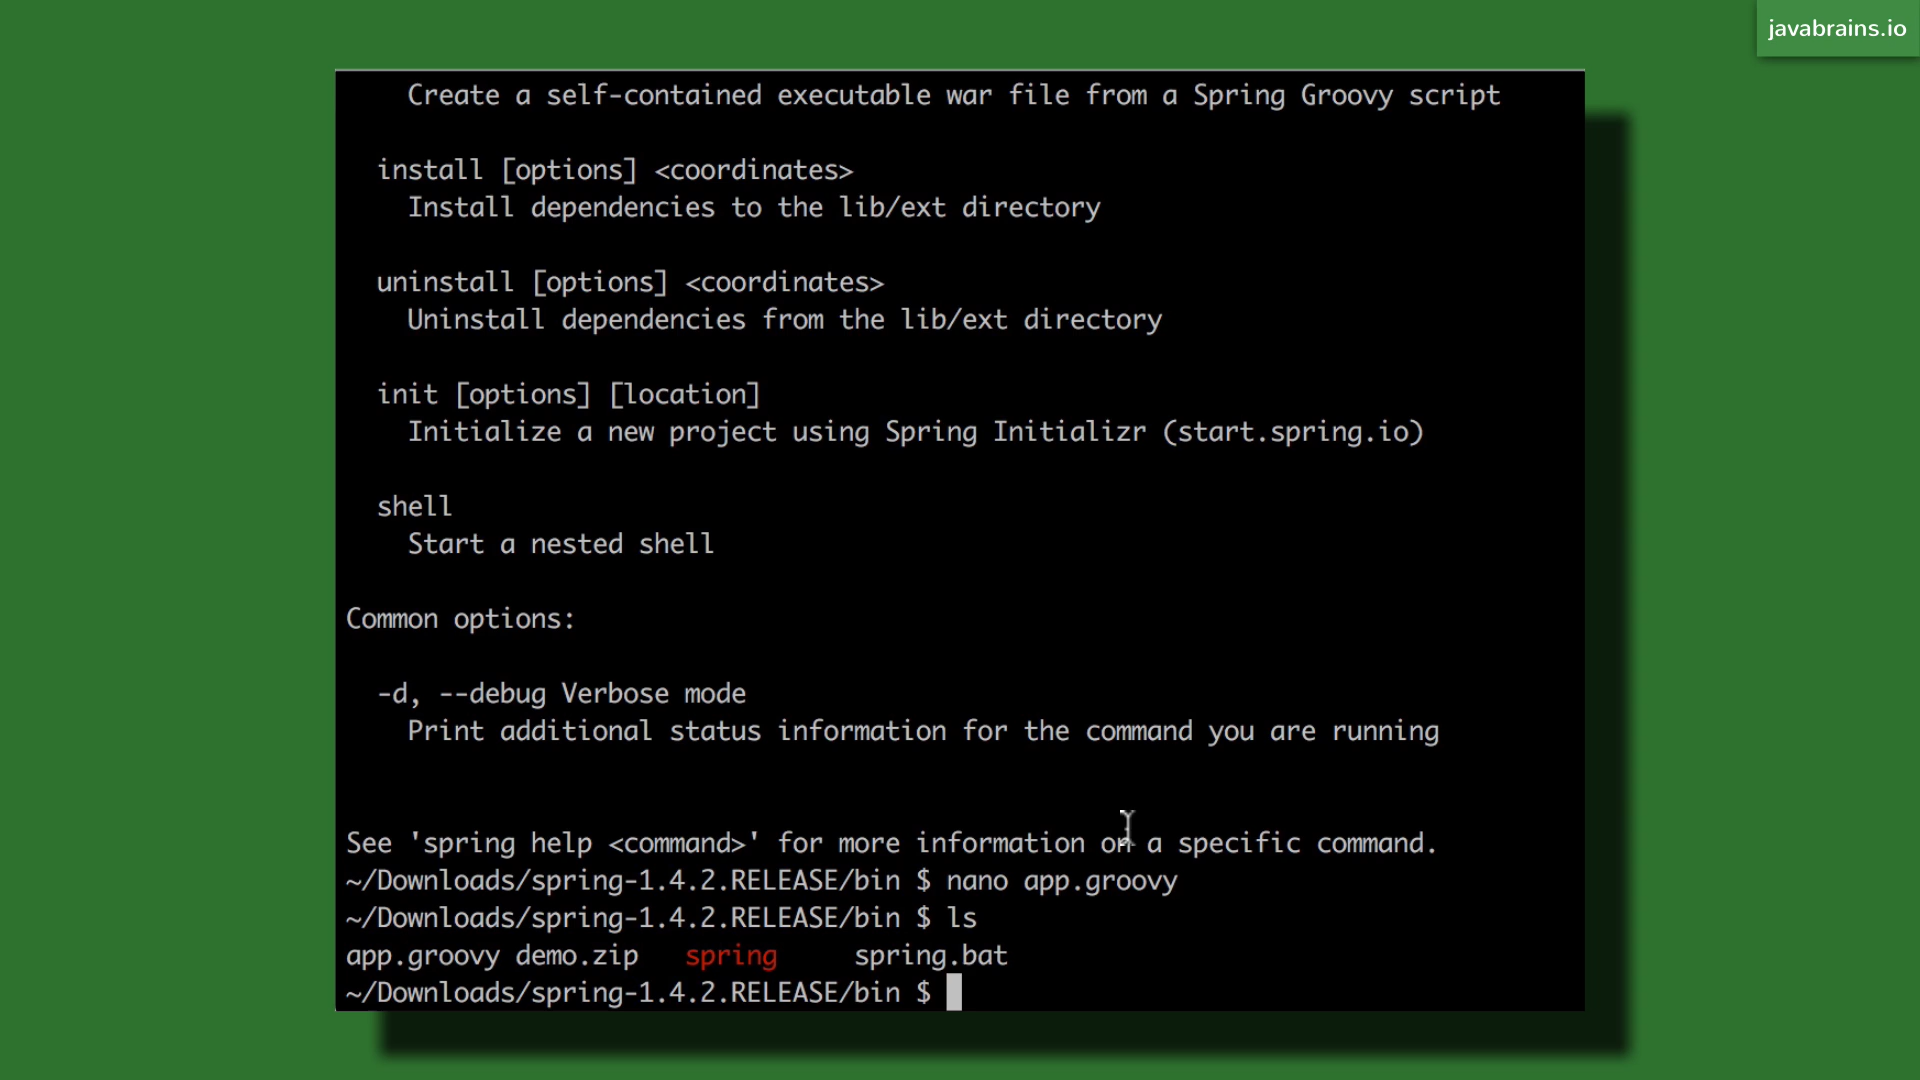 javabrains.io
Create a self-contained executable war file from a Spring Groovy script
install [options] <coordinates>
Install dependencies to the lib/ext directory
uninstall [options] <coordinates>
Uninstall dependencies from the lib/ext directory
init [options] [location]
Initialize a new project using Spring Initializr (start.spring.io)
shell
Start a nested shell
Common options:
-d, --debug Verbose mode
Print additional status information for the command you are running
See 'spring help <command>' for more information on a specific command.
~/Downloads/spring-1.4.2.RELEASE/bin $ nano app.groovy
~/Downloads/spring-1.4.2.RELEASE/bin $ ls
app.groovy demo.zip spring spring.bat
~/Downloads/spring-1.4.2.RELEASE/bin $